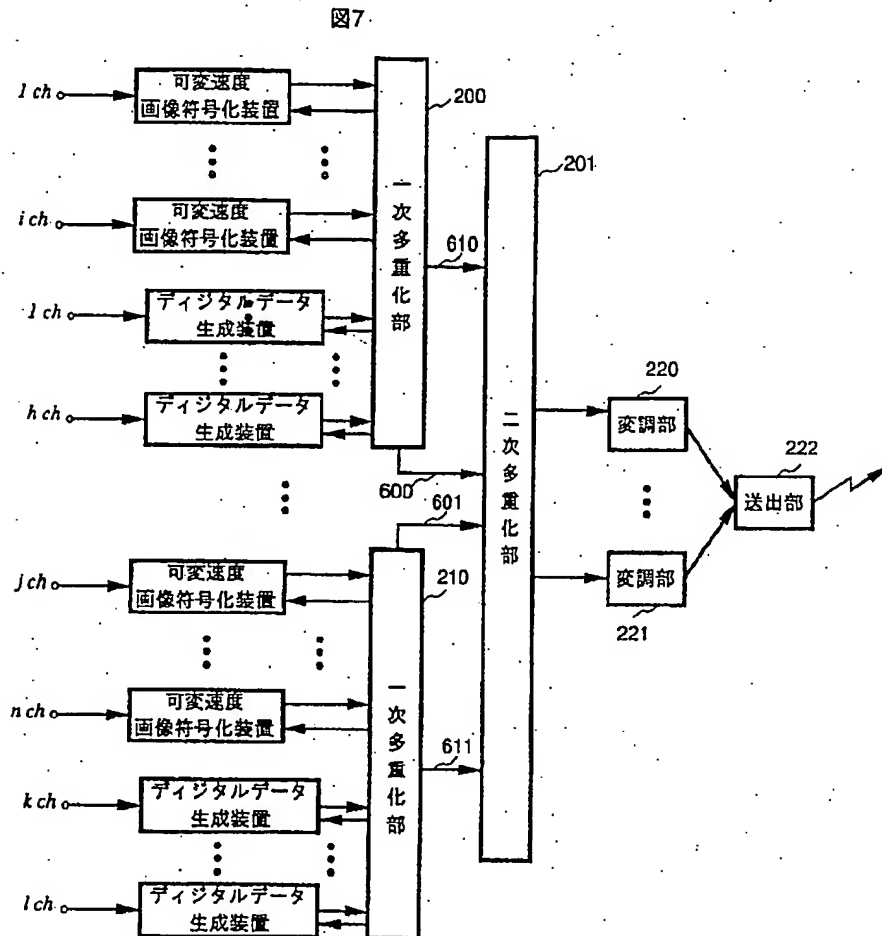 図7
1 ch
可変速度
画像符号化装置
200
201
i ch
可変速度
画像符号化装置
一次多重化部
610
1 ch
ディジタルデータ
生成装置
h ch
ディジタルデータ
生成装置
600
601
二次多重化部
220
変調部
222
送出部
変調部
221
j ch
可変速度
画像符号化装置
210
n ch
可変速度
画像符号化装置
一次多重化部
611
k ch
ディジタルデータ
生成装置
l ch
ディジタルデータ
生成装置